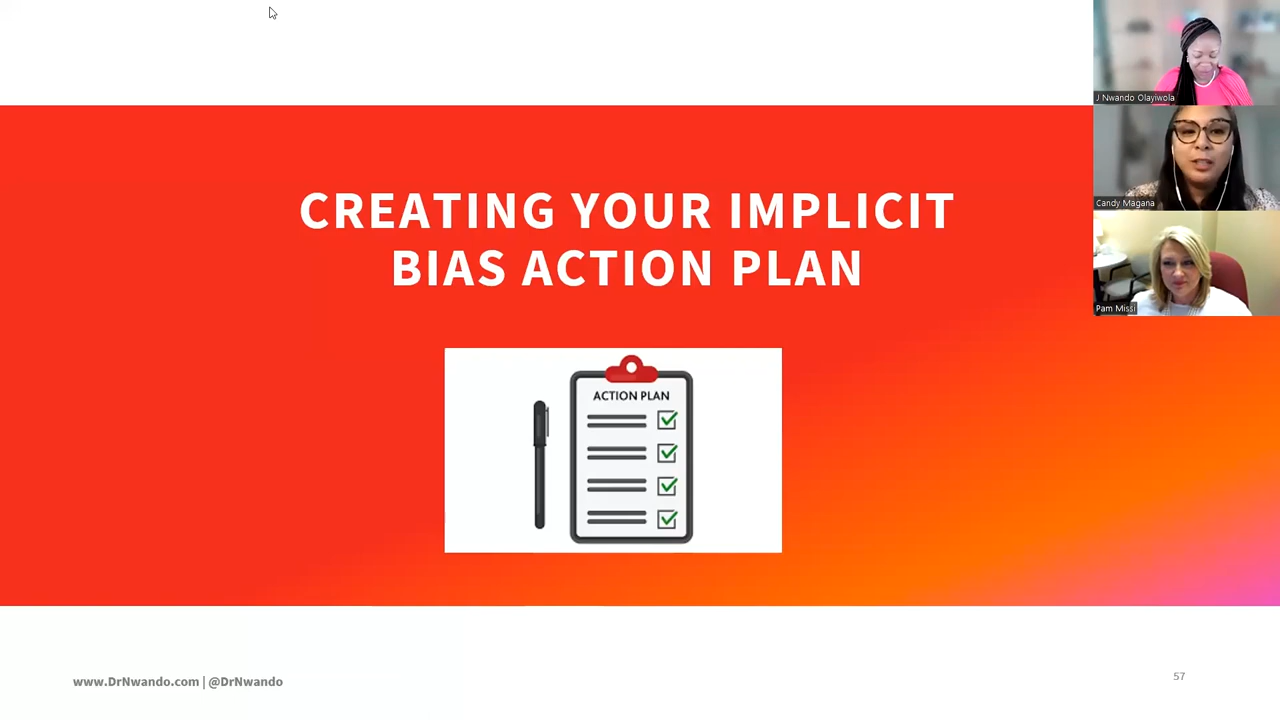 J Nwando Olayiwola
Candy Magana
Pam Missi
CREATING YOUR IMPLICIT
BIAS ACTION PLAN
ACTION PLAN
www.DrNwando.com | @DrNwando
57